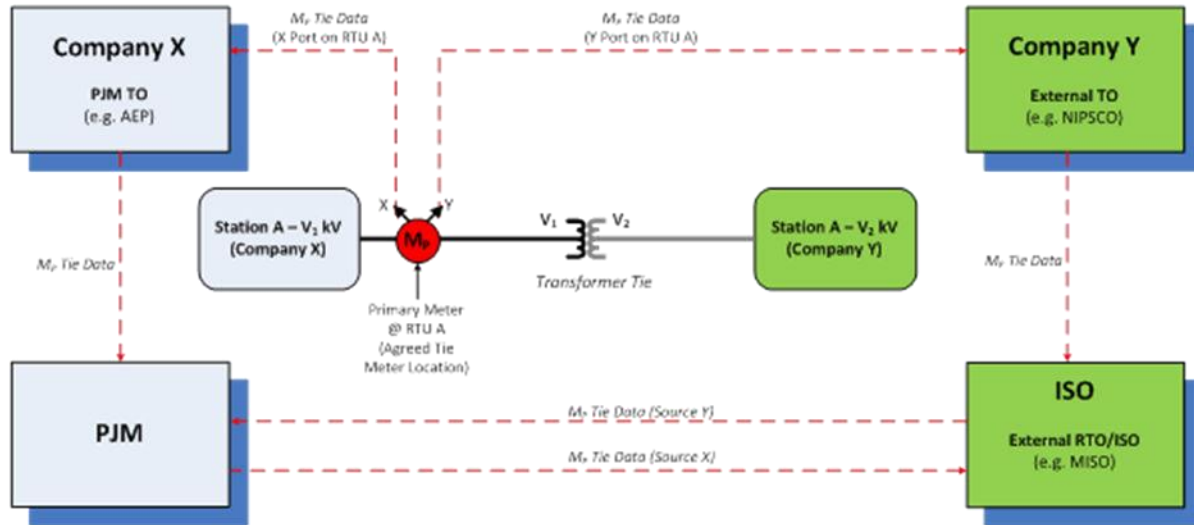 Company X
PJM TO
(e.g. AEP)
Mₚ Tie Data
(X Port on RTU A)
Mₚ Tie Data
(Y Port on RTU A)
Company Y
External TO
(e.g. NIPSCO)
Station A – V₁ kV
(Company X)
X
Y
Mₚ
V₁
V₂
Transformer Tie
Station A – V₂ kV
(Company Y)
Mₚ Tie Data
Primary Meter
@ RTU A
(Agreed Tie
Meter Location)
Mₚ Tie Data
PJM
Mₚ Tie Data (Source Y)
Mₚ Tie Data (Source X)
ISO
External RTO/ISO
(e.g. MISO)